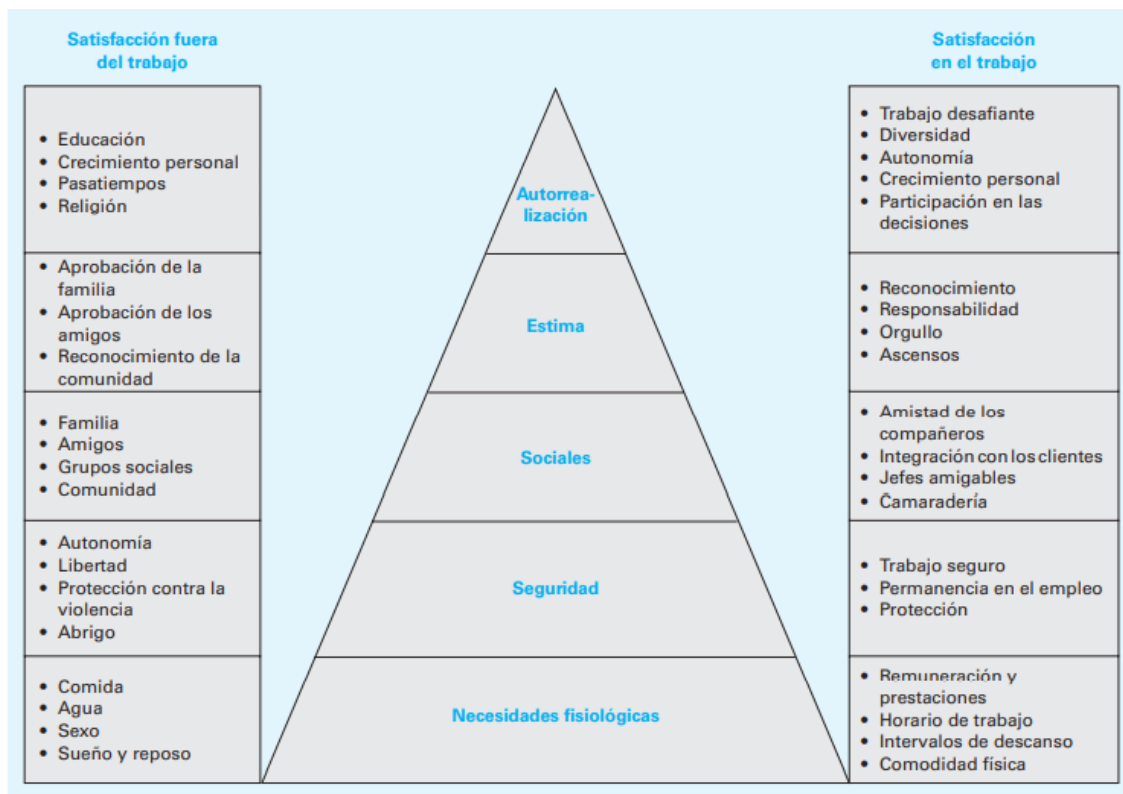 Satisfacción fuera
del trabajo
Satisfacción
en el trabajo
• Educación
• Crecimiento personal
• Pasatiempos
• Religión
Autorrea-
lización
• Trabajo desafiante
• Diversidad
• Autonomía
• Crecimiento personal
• Participación en las
decisiones
• Aprobación de la
familia
• Aprobación de los
amigos
• Reconocimiento de la
comunidad
Estima
• Reconocimiento
• Responsabilidad
• Orgullo
• Ascensos
• Familia
• Amigos
• Grupos sociales
• Comunidad
Sociales
• Amistad de los
compañeros
• Integración con los clientes
• Jefes amigables
• Camaradería
• Autonomía
• Libertad
• Protección contra la
violencia
• Abrigo
Seguridad
• Trabajo seguro
• Permanencia en el empleo
• Protección
• Comida
• Agua
• Sexo
• Sueño y reposo
Necesidades fisiológicas
• Remuneración y
prestaciones
• Horario de trabajo
• Intervalos de descanso
• Comodidad física